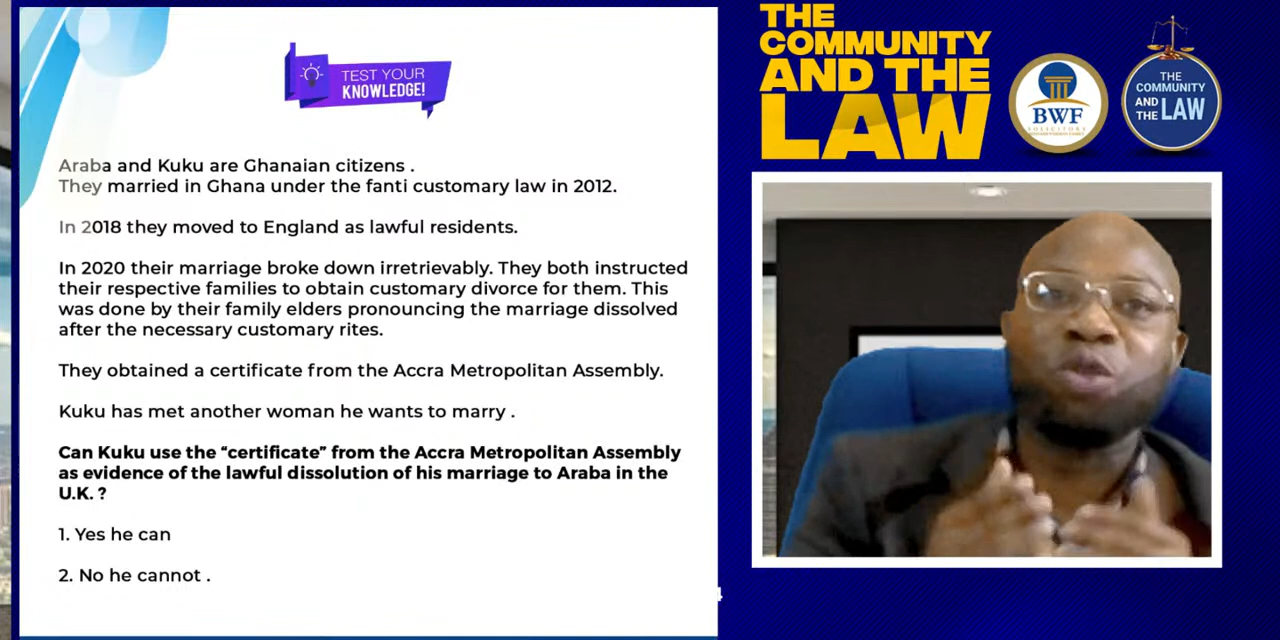 TEST YOUR
KNOWLEDGE!
Araba and Kuku are Ghanaian citizens .
They married in Ghana under the fanti customary law in 2012.
In 2018 they moved to England as lawful residents.
In 2020 their marriage broke down irretrievably. They both instructed
their respective families to obtain customary divorce for them. This
was done by their family elders pronouncing the marriage dissolved
after the necessary customary rites.
They obtained a certificate from the Accra Metropolitan Assembly.
Kuku has met another woman he wants to marry .
Can Kuku use the “certificate” from the Accra Metropolitan Assembly
as evidence of the lawful dissolution of his marriage to Araba in the
U.K. ?
1. Yes he can
2. No he cannot .
THE
COMMUNITY
AND THE
LAW
BWF
SOLICITORS
THE
COMMUNITY
AND
THE LAW